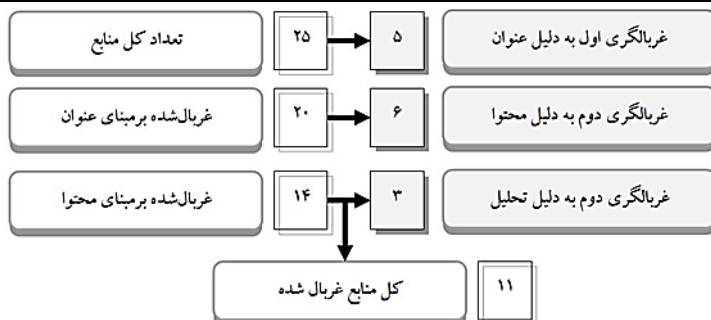 غربالگری اول به دلیل عنوان
۵
۲۵
تعداد کل منابع
غربالگری دوم به دلیل محتوا
۶
۲۰
غربال‌شده برمبنای عنوان
غربالگری دوم به دلیل تحلیل
۳
۱۴
غربال‌شده برمبنای محتوا
۱۱
کل منابع غربال شده